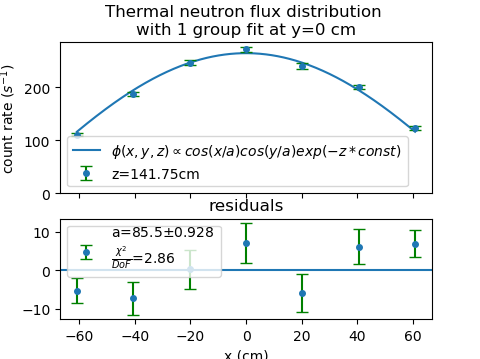 Thermal neutron flux distribution
with 1 group fit at y=0 cm
count rate (s⁻¹)
200
100
0
ϕ(x, y, z) ∝ cos(x/a)cos(y/a)exp(−z * const)
z=141.75cm
residuals
10
0
−10
a=85.5±0.928
χ²/DoF=2.86
−60 −40 −20 0 20 40 60
x (cm)